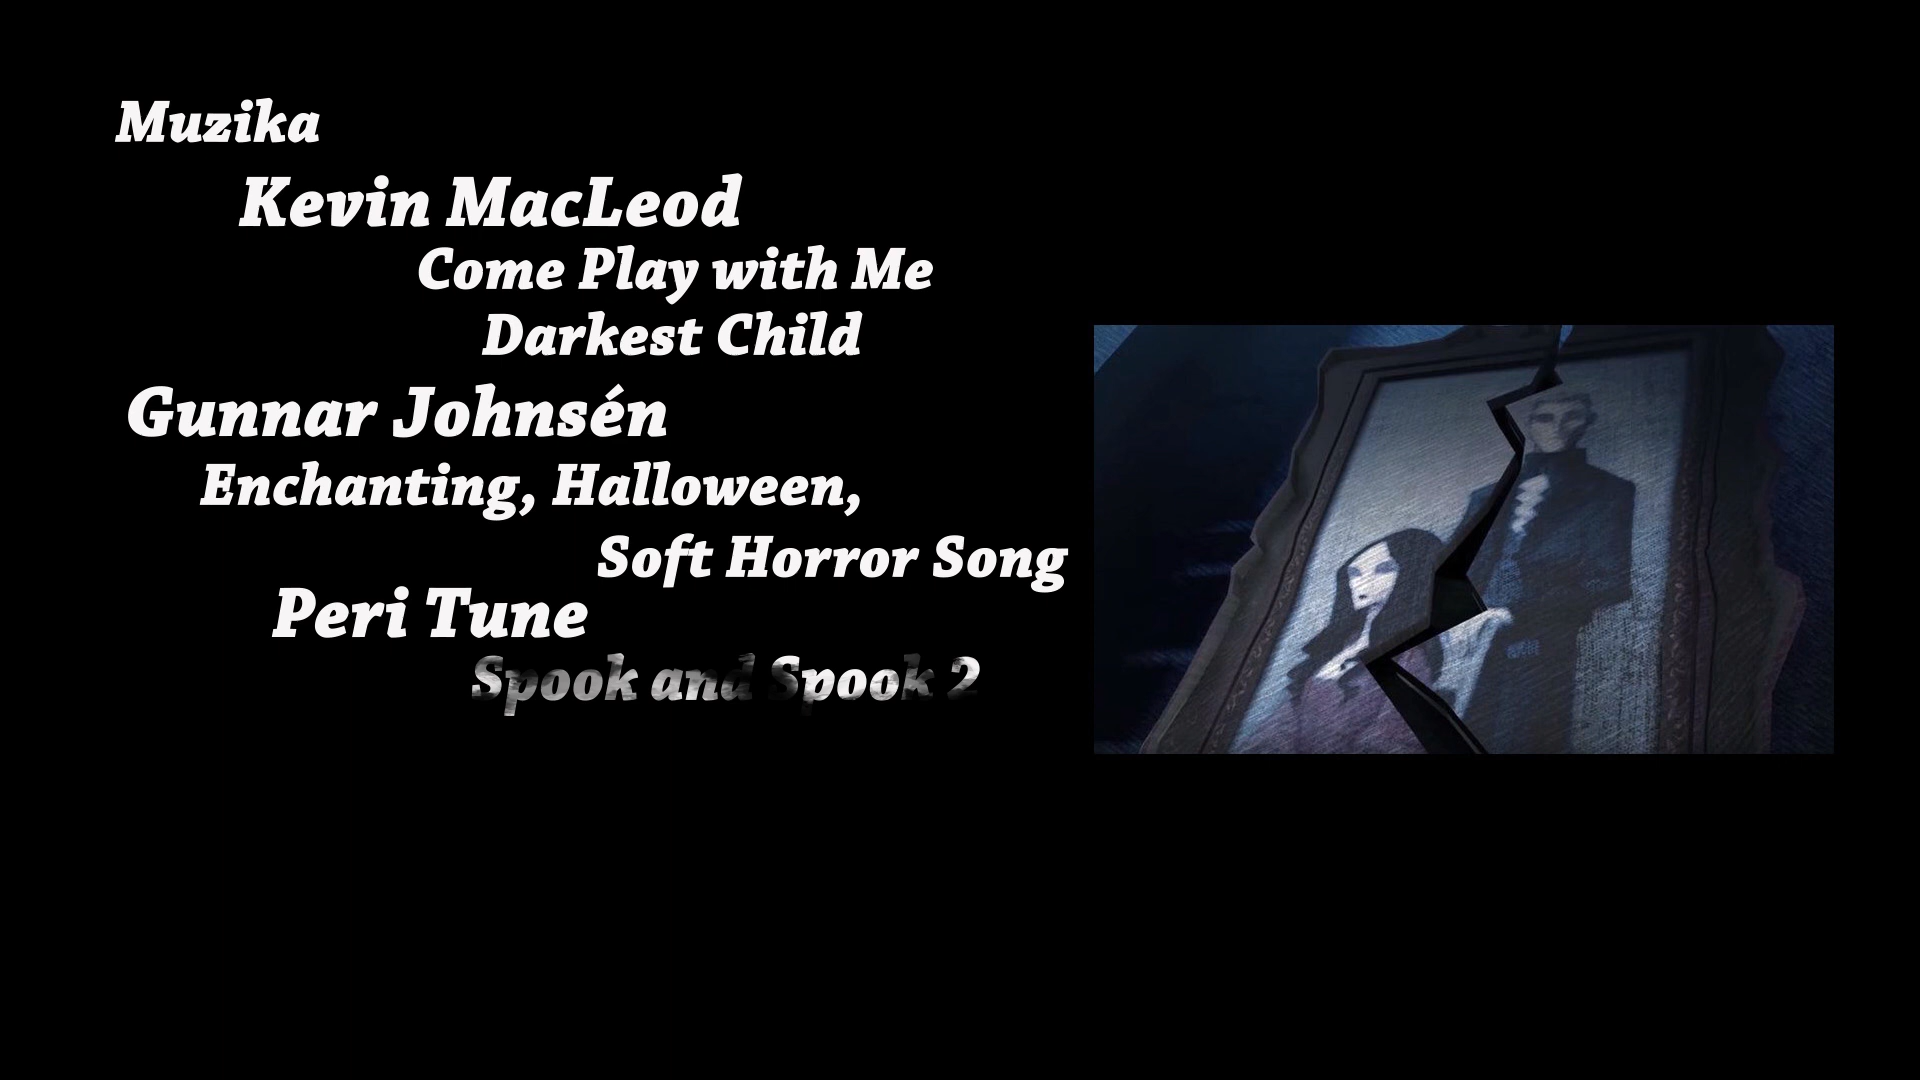 Muzika
Kevin MacLeod
Come Play with Me
Darkest Child
Gunnar Johnsén
Enchanting, Halloween,
Soft Horror Song
Peri Tune
Spook and Spook 2